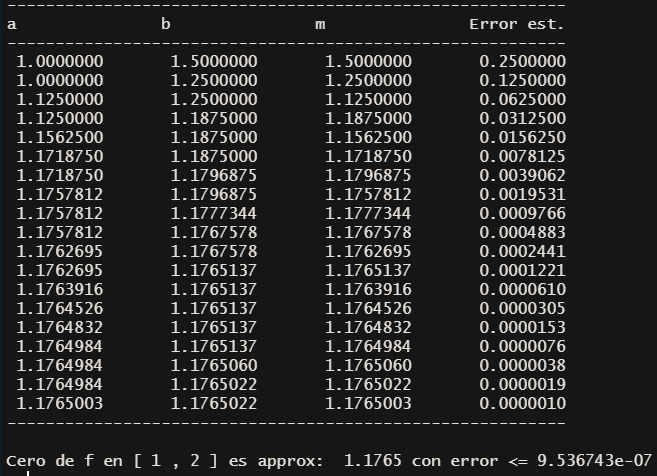 ------------------------------------------------------------
a b m Error est.
------------------------------------------------------------
1.0000000 1.5000000 1.5000000 0.2500000
1.0000000 1.2500000 1.2500000 0.1250000
1.1250000 1.2500000 1.1250000 0.0625000
1.1250000 1.1875000 1.1875000 0.0312500
1.1562500 1.1875000 1.1562500 0.0156250
1.1718750 1.1875000 1.1718750 0.0078125
1.1718750 1.1796875 1.1796875 0.0039062
1.1757812 1.1796875 1.1757812 0.0019531
1.1757812 1.1777344 1.1777344 0.0009766
1.1757812 1.1767578 1.1767578 0.0004883
1.1762695 1.1767578 1.1762695 0.0002441
1.1762695 1.1765137 1.1765137 0.0001221
1.1763916 1.1765137 1.1763916 0.0000610
1.1764526 1.1765137 1.1764526 0.0000305
1.1764832 1.1765137 1.1764832 0.0000153
1.1764984 1.1765137 1.1764984 0.0000076
1.1764984 1.1765060 1.1765060 0.0000038
1.1764984 1.1765022 1.1765022 0.0000019
1.1765003 1.1765022 1.1765003 0.0000010
------------------------------------------------------------
Cero de f en [ 1 , 2 ] es approx: 1.1765 con error <= 9.536743e-07